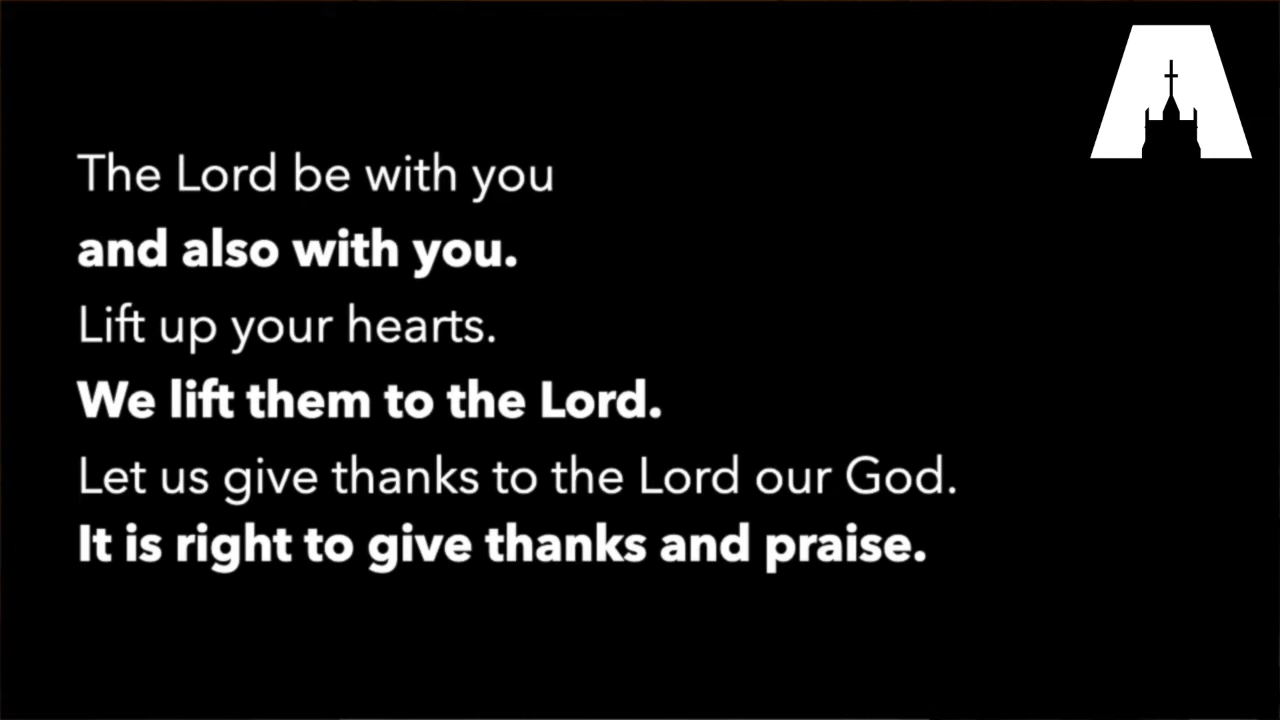 The Lord be with you
and also with you.
Lift up your hearts.
We lift them to the Lord.
Let us give thanks to the Lord our God.
It is right to give thanks and praise.